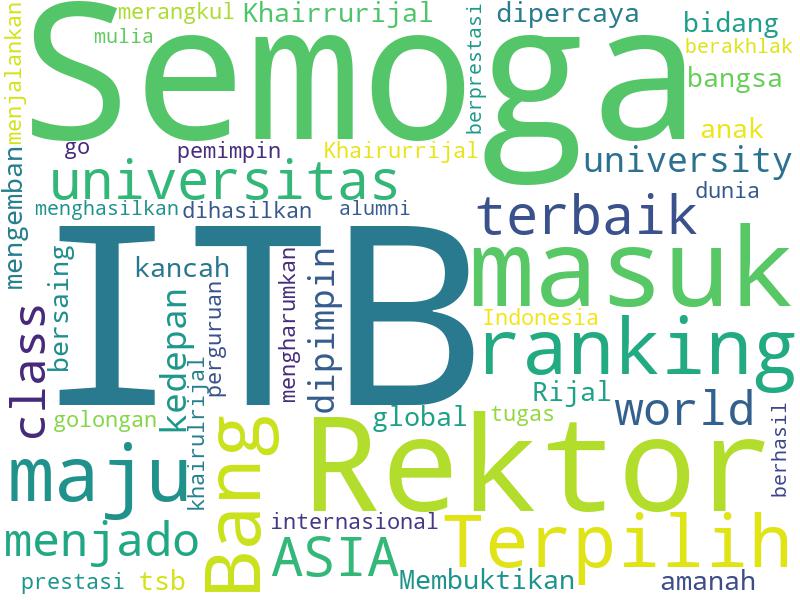 Semoga
merangkul
Khairrurijal
dipercaya
bidang
mulia
berakhlak
menjalankan
berprestasi
bangsa
anak
go
pemimpin
Khairurrijal
university
universitas
dunia
mengemban
menghasilkan
dihasilkan
alumni
terbaik
ITB
masuk
kancah
bersaing
kedepan
perguruan
mengharumkan
dipimpin
Indonesia
ranking
class
khairulrijal
Rijal
world
golongan
global
tugas
berhasil
maju
Bang
Rektor
internasional
Terpilih
menjado
ASIA
prestasi
tsb
Membuktikan
amanah